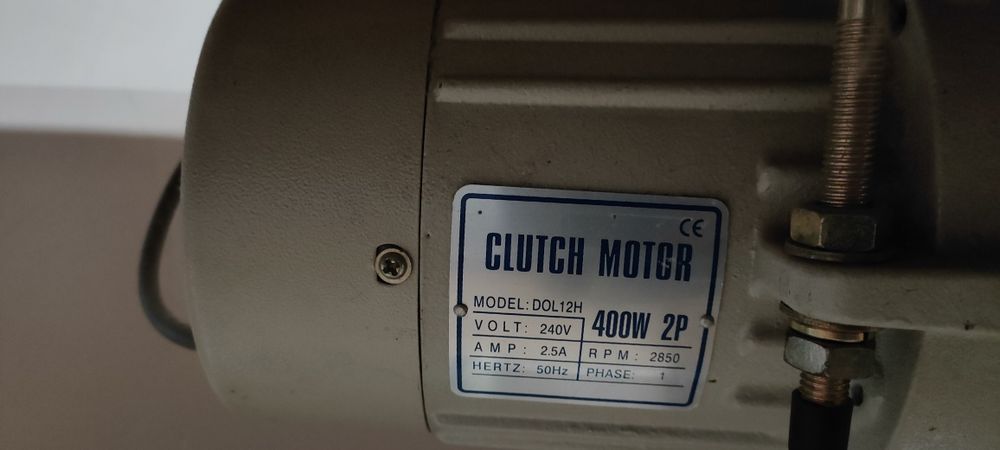 CE
CLUTCH MOTOR
MODEL: DOL12H
400W 2P
VOLT: 240V
AMP: 2.5A
RPM: 2850
HERTZ: 50Hz
PHASE: 1